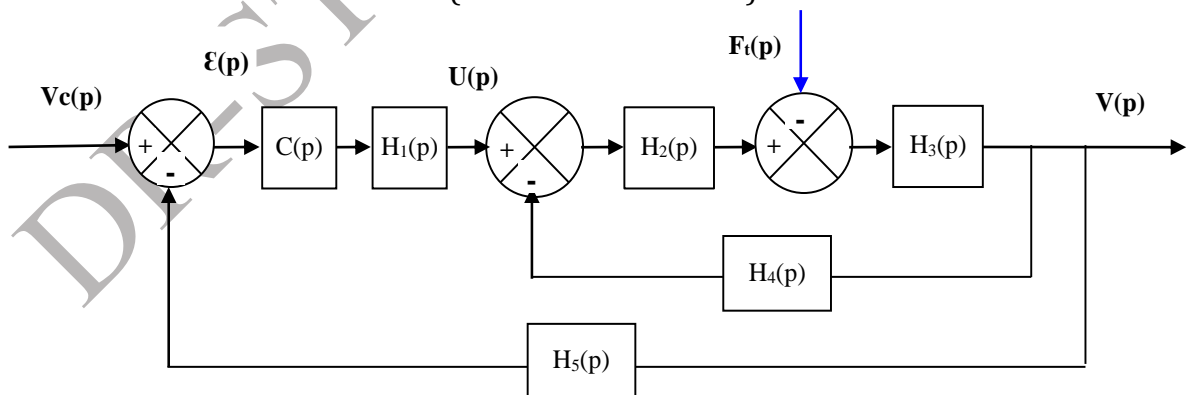 Ft(p)
Ɛ(p)
U(p)
Vc(p)
V(p)
+
-
C(p)
H1(p)
+
-
H2(p)
+
-
H3(p)
H4(p)
H5(p)